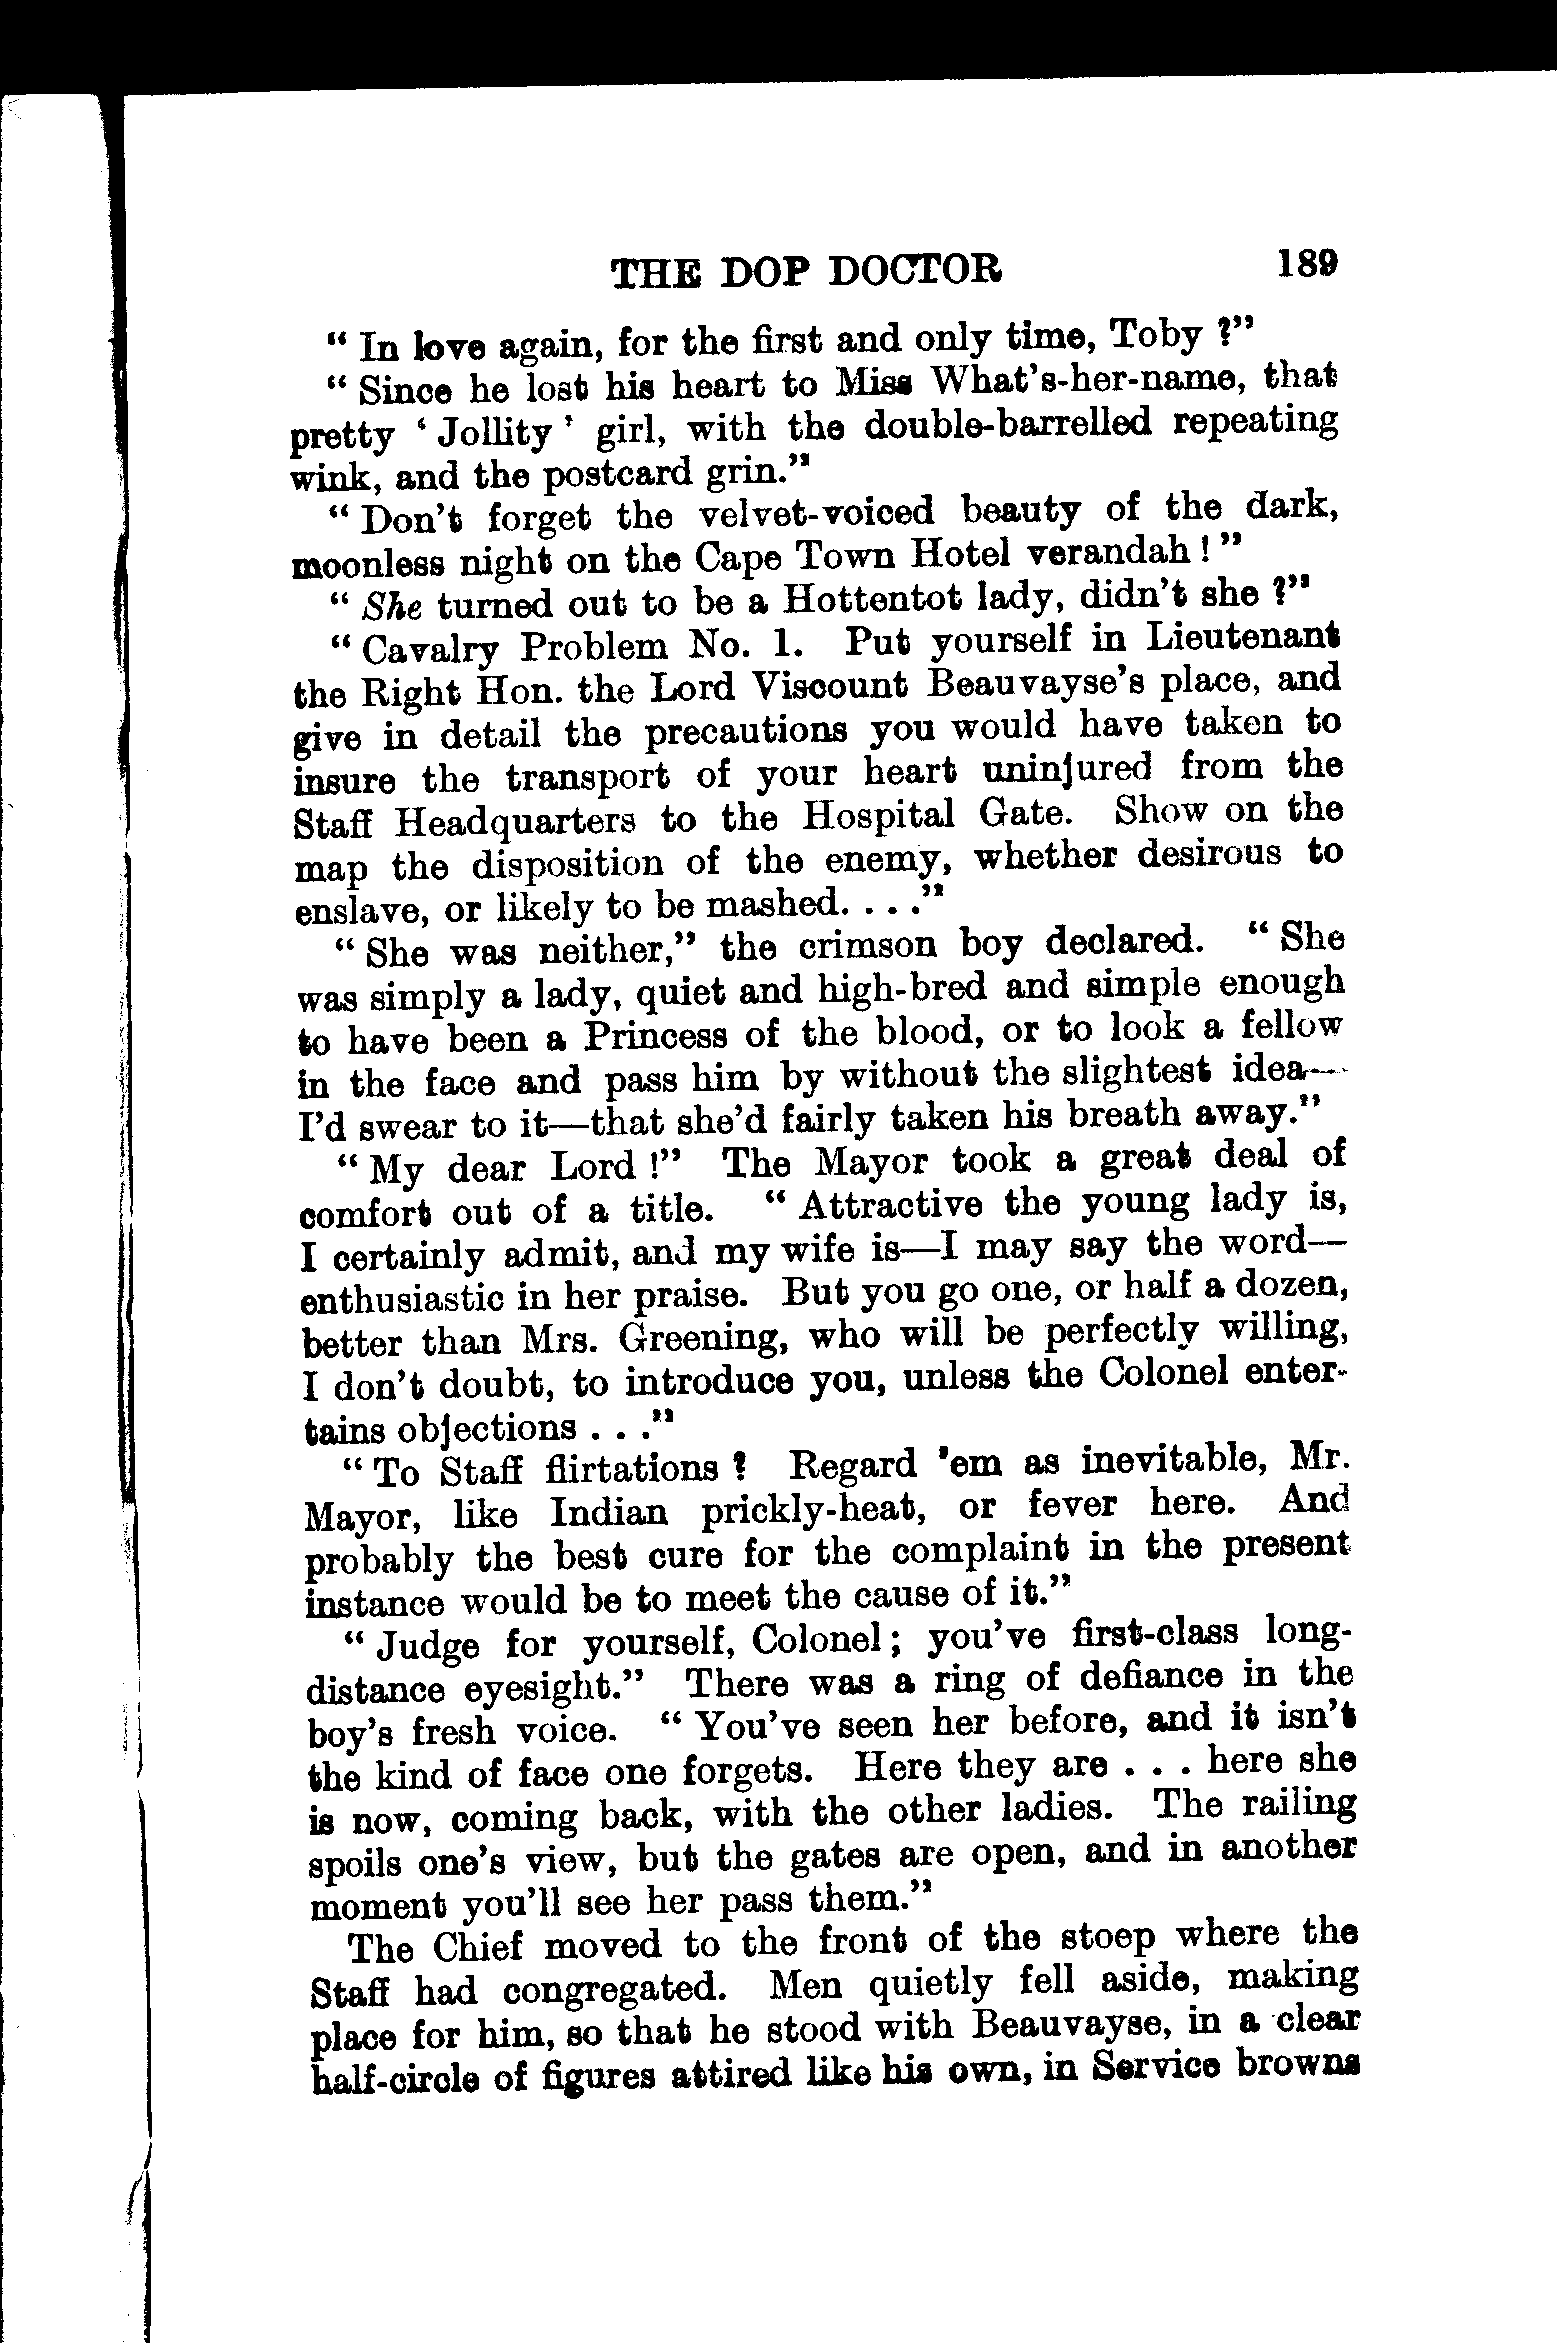 THE DOP DOCTOR 189
“ In love again, for the first and only time, Toby ?”
“ Since he lost his heart to Miss What's-her-name, that
pretty ‘ Jollity ’ girl, with the double-barrelled repeating
wink, and the postcard grin.”
“ Don't forget the velvet-voiced beauty of the dark,
moonless night on the Cape Town Hotel verandah ! ”
“ She turned out to be a Hottentot lady, didn't she ?”
“ Cavalry Problem No. 1. Put yourself in Lieutenant
the Right Hon. the Lord Viscount Beauvayse's place, and
give in detail the precautions you would have taken to
insure the transport of your heart uninjured from the
Staff Headquarters to the Hospital Gate. Show on the
map the disposition of the enemy, whether desirous to
enslave, or likely to be mashed. . . .”
“ She was neither,” the crimson boy declared. “ She
was simply a lady, quiet and high-bred and simple enough
to have been a Princess of the blood, or to look a fellow
in the face and pass him by without the slightest idea—
I'd swear to it—that she'd fairly taken his breath away.”
“ My dear Lord !” The Mayor took a great deal of
comfort out of a title. “ Attractive the young lady is,
I certainly admit, and my wife is—I may say the word—
enthusiastic in her praise. But you go one, or half a dozen,
better than Mrs. Greening, who will be perfectly willing,
I don't doubt, to introduce you, unless the Colonel enter-
tains objections . . .”
“ To Staff flirtations ? Regard 'em as inevitable, Mr.
Mayor, like Indian prickly-heat, or fever here. And
probably the best cure for the complaint in the present
instance would be to meet the cause of it.”
“ Judge for yourself, Colonel ; you've first-class long-
distance eyesight.” There was a ring of defiance in the
boy's fresh voice. “ You've seen her before, and it isn't
the kind of face one forgets. Here they are . . . here she
is now, coming back, with the other ladies. The railing
spoils one's view, but the gates are open, and in another
moment you'll see her pass them.”
The Chief moved to the front of the stoep where the
Staff had congregated. Men quietly fell aside, making
place for him, so that he stood with Beauvayse, in a clear
half-circle of figures attired like his own, in Service browns